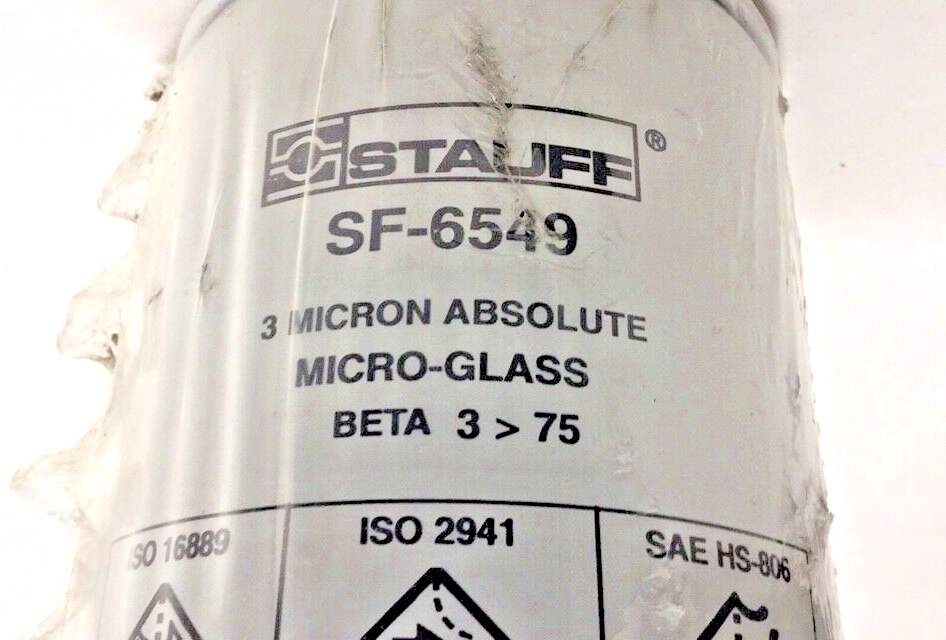 STAUFF®
SF-6549
3 MICRON ABSOLUTE
MICRO-GLASS
BETA 3 > 75
ISO 16889
ISO 2941
SAE HS-806